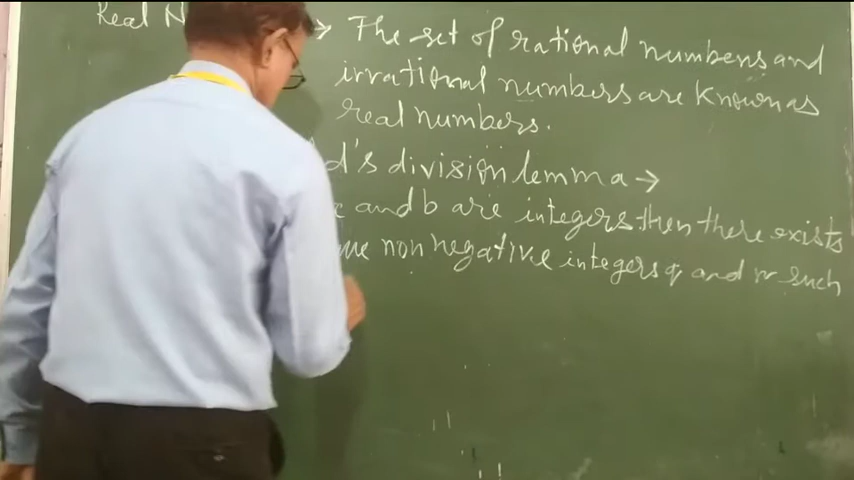 Real N → The set of rational numbers and
irrational numbers are known as
real numbers.
d's division lemma →
and b are integers then there exists
non negative integers q and r such